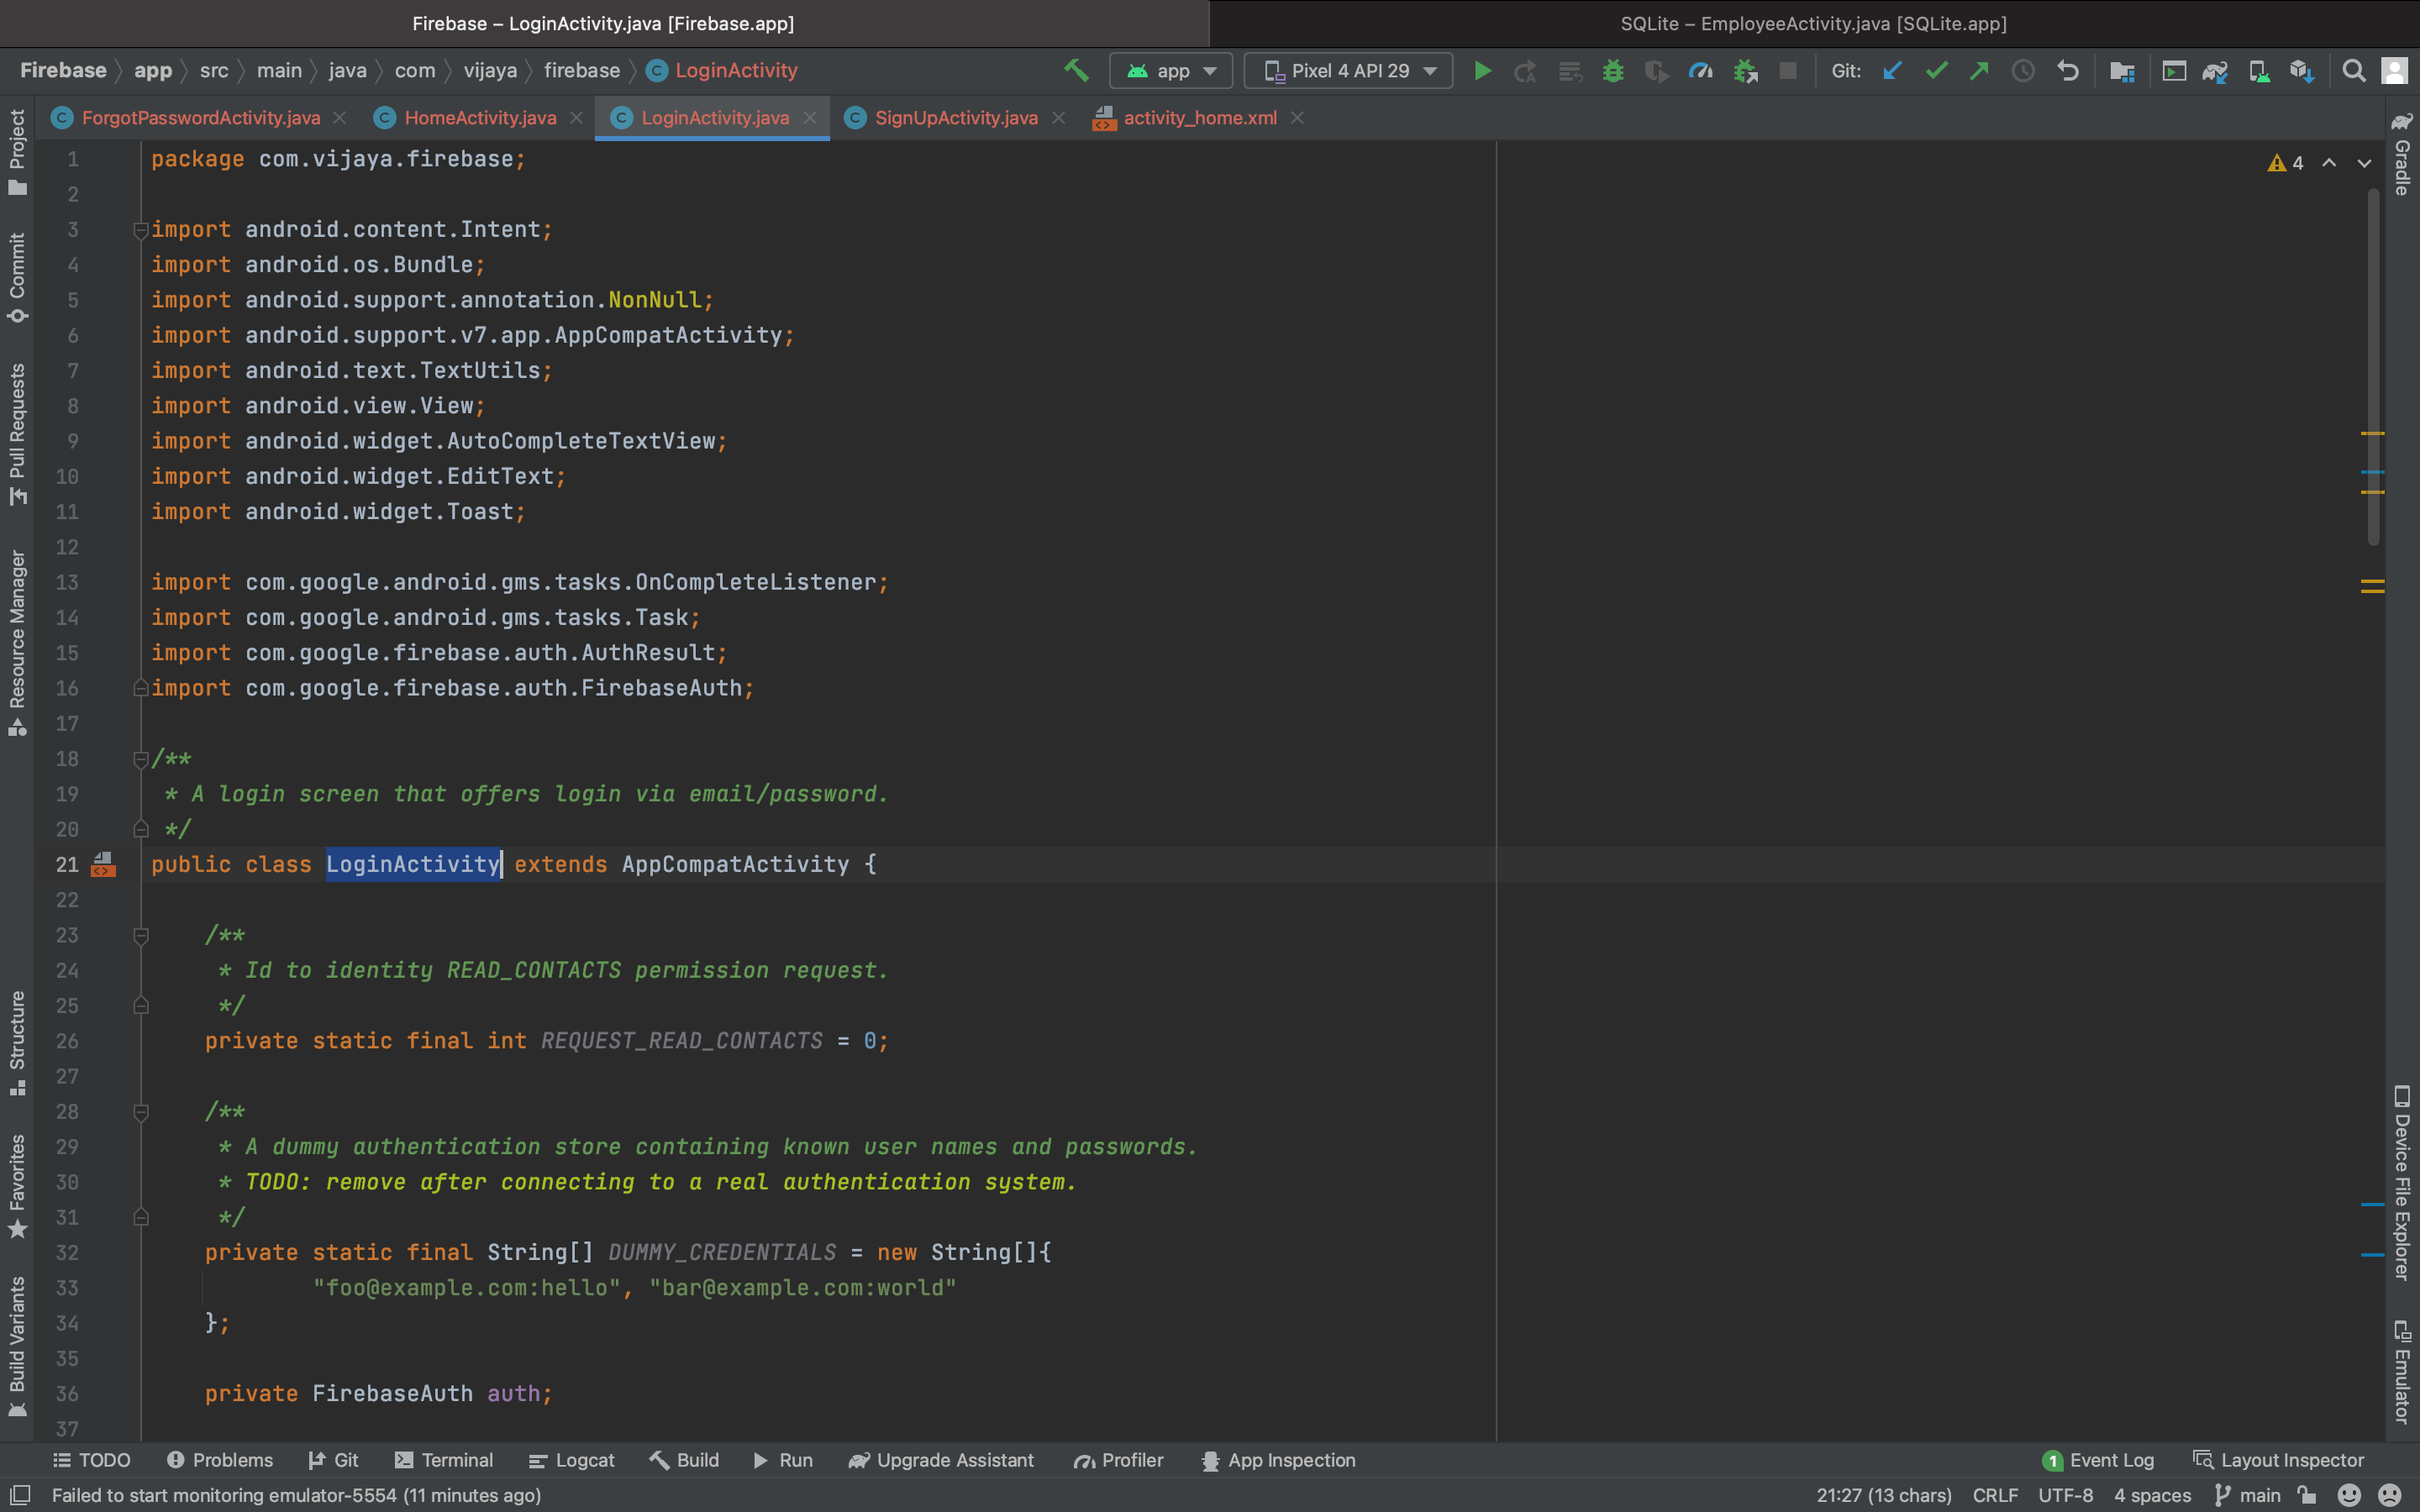 Firebase – LoginActivity.java [Firebase.app]
SQLite – EmployeeActivity.java [SQLite.app]
Firebase app src main java com vijaya firebase C LoginActivity
app Pixel 4 API 29 Git:
C ForgotPasswordActivity.java C HomeActivity.java C LoginActivity.java C SignUpActivity.java activity_home.xml
Project
Commit
Pull Requests
Resource Manager
Structure
Favorites
Build Variants
4
1 package com.vijaya.firebase;
2
3 import android.content.Intent;
4 import android.os.Bundle;
5 import android.support.annotation.NonNull;
6 import android.support.v7.app.AppCompatActivity;
7 import android.text.TextUtils;
8 import android.view.View;
9 import android.widget.AutoCompleteTextView;
10 import android.widget.EditText;
11 import android.widget.Toast;
12
13 import com.google.android.gms.tasks.OnCompleteListener;
14 import com.google.android.gms.tasks.Task;
15 import com.google.firebase.auth.AuthResult;
16 import com.google.firebase.auth.FirebaseAuth;
17
18 /**
19 * A login screen that offers login via email/password.
20 */
21 public class LoginActivity extends AppCompatActivity {
22
23 /**
24 * Id to identity READ_CONTACTS permission request.
25 */
26 private static final int REQUEST_READ_CONTACTS = 0;
27
28 /**
29 * A dummy authentication store containing known user names and passwords.
30 * TODO: remove after connecting to a real authentication system.
31 */
32 private static final String[] DUMMY_CREDENTIALS = new String[]{
33 "foo@example.com:hello", "bar@example.com:world"
34 };
35
36 private FirebaseAuth auth;
37
Gradle
Device File Explorer
Emulator
TODO Problems Git Terminal Logcat Build Run Upgrade Assistant Profiler App Inspection 1 Event Log Layout Inspector
Failed to start monitoring emulator-5554 (11 minutes ago) 21:27 (13 chars) CRLF UTF-8 4 spaces main